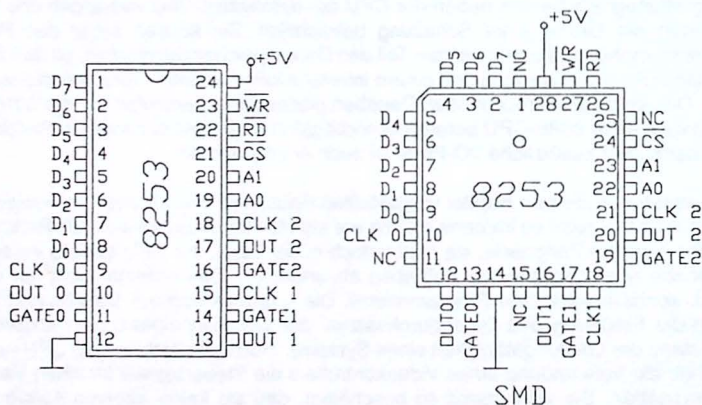 +5V
D7 1 24
D6 2 23 WR
D5 3 22 RD
D4 4 21 CS
D3 5 20 A1
D2 6 19 A0
D1 7 18 CLK 2
D0 8 17 OUT 2
CLK 0 9 16 GATE2
OUT 0 10 15 CLK 1
GATE0 11 14 GATE1
12 13 OUT 1
8253
+5V
D5 D6 D7 NC WR RD
4 3 2 1 28 27 26
D4 5 25 NC
D3 6 24 CS
D2 7 23 A1
D1 8 22 A0
D0 9 21 CLK 2
CLK 0 10 20 OUT 2
NC 11 19 GATE2
8253
12 13 14 15 16 17 18
OUT0 GATE0 NC OUT1 GATE1 CLK1
SMD